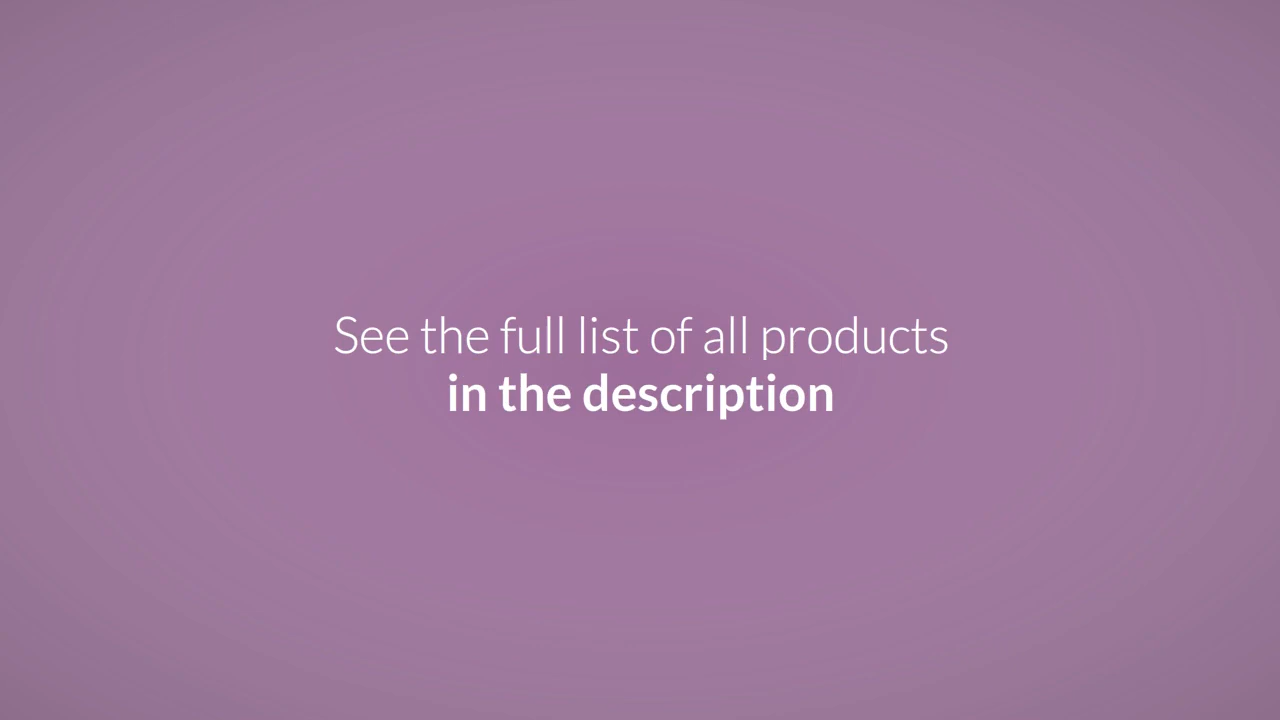 See the full list of all products
in the description